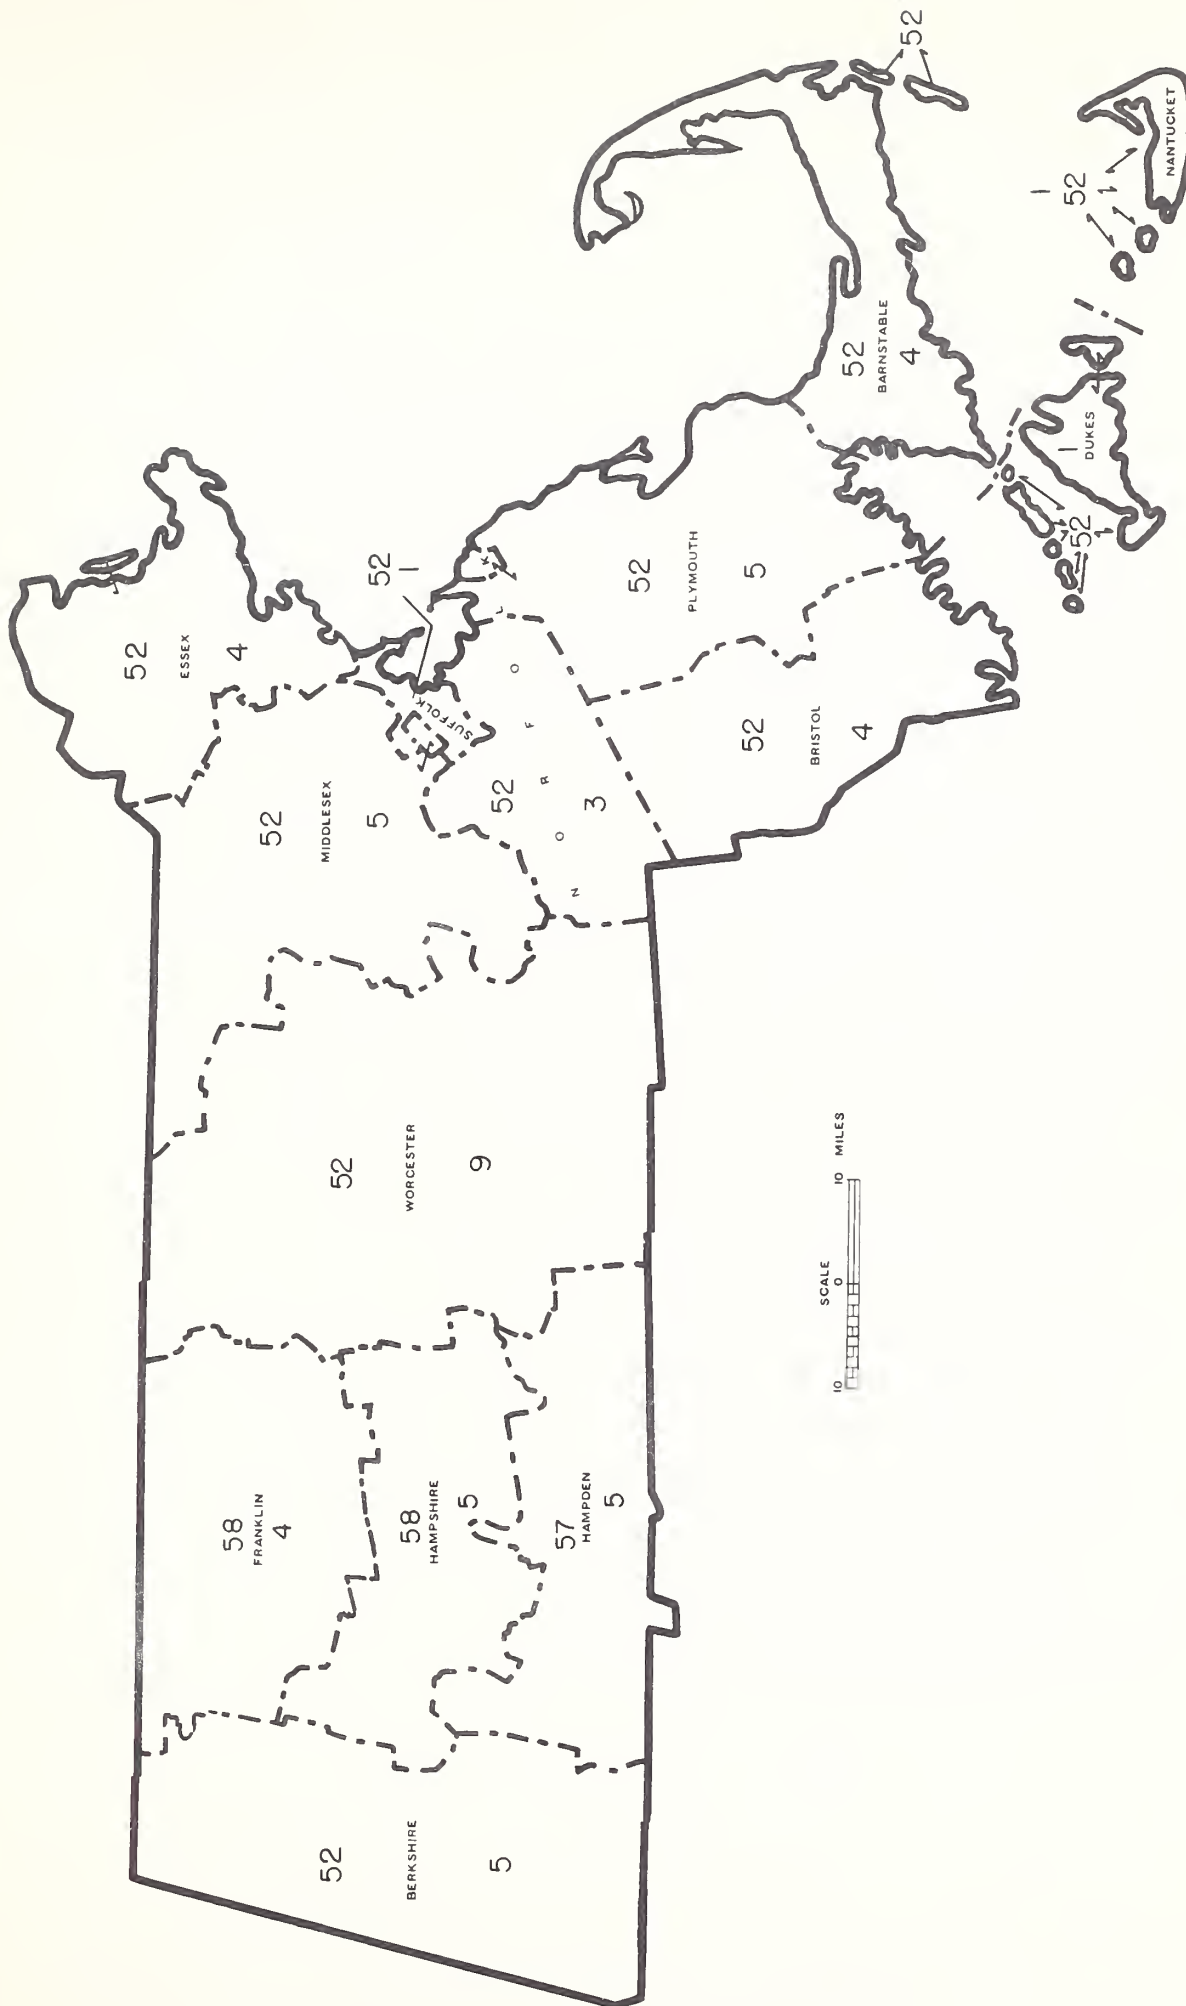 52
BERKSHIRE
5
58
FRANKLIN
4
58
HAMPSHIRE
5
57
HAMPDEN
5
52
WORCESTER
9
52
MIDDLESEX
5
52
ESSEX
4
52
1
SUFFOLK
52
NORFOLK
3
52
PLYMOUTH
5
52
BRISTOL
4
52
BARNSTABLE
4
52
1
DUKES
52
1
52
NANTUCKET
SCALE
10 0 10 MILES